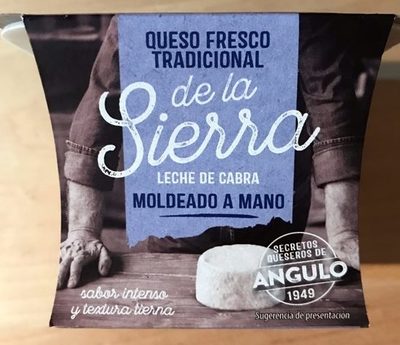 QUESO FRESCO
TRADICIONAL
de la
Sierra
LECHE DE CABRA
MOLDEADO A MANO
sabor intenso
y textura tierna
SECRETOS
QUESEROS DE
ANGULO
1949
Sugerencia de presentación